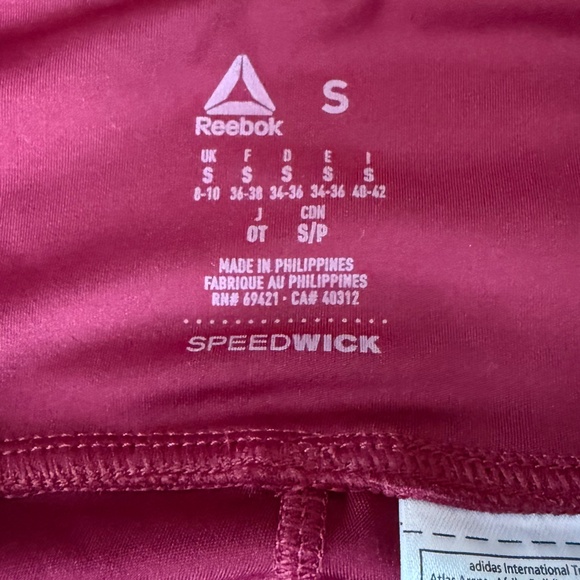 S
Reebok
UK F D E I
S S S S S
8-10 36-38 34-36 34-36 40-42
J CDN
OT S/P
MADE IN PHILIPPINES
FABRIQUE AU PHILIPPINES
RN# 69421 - CA# 40312
SPEEDWICK
adidas International